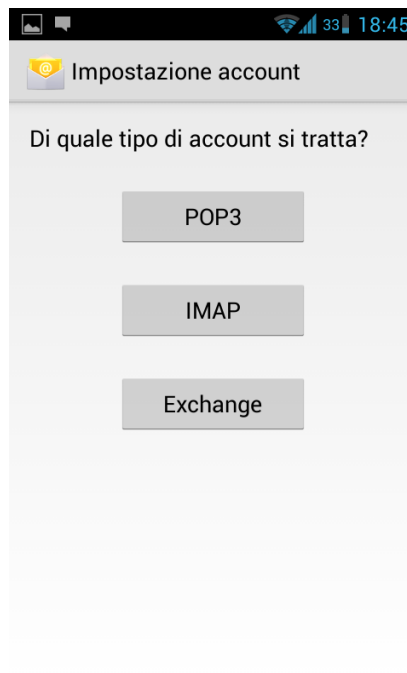 33 18:45
@ Impostazione account
Di quale tipo di account si tratta?
POP3
IMAP
Exchange